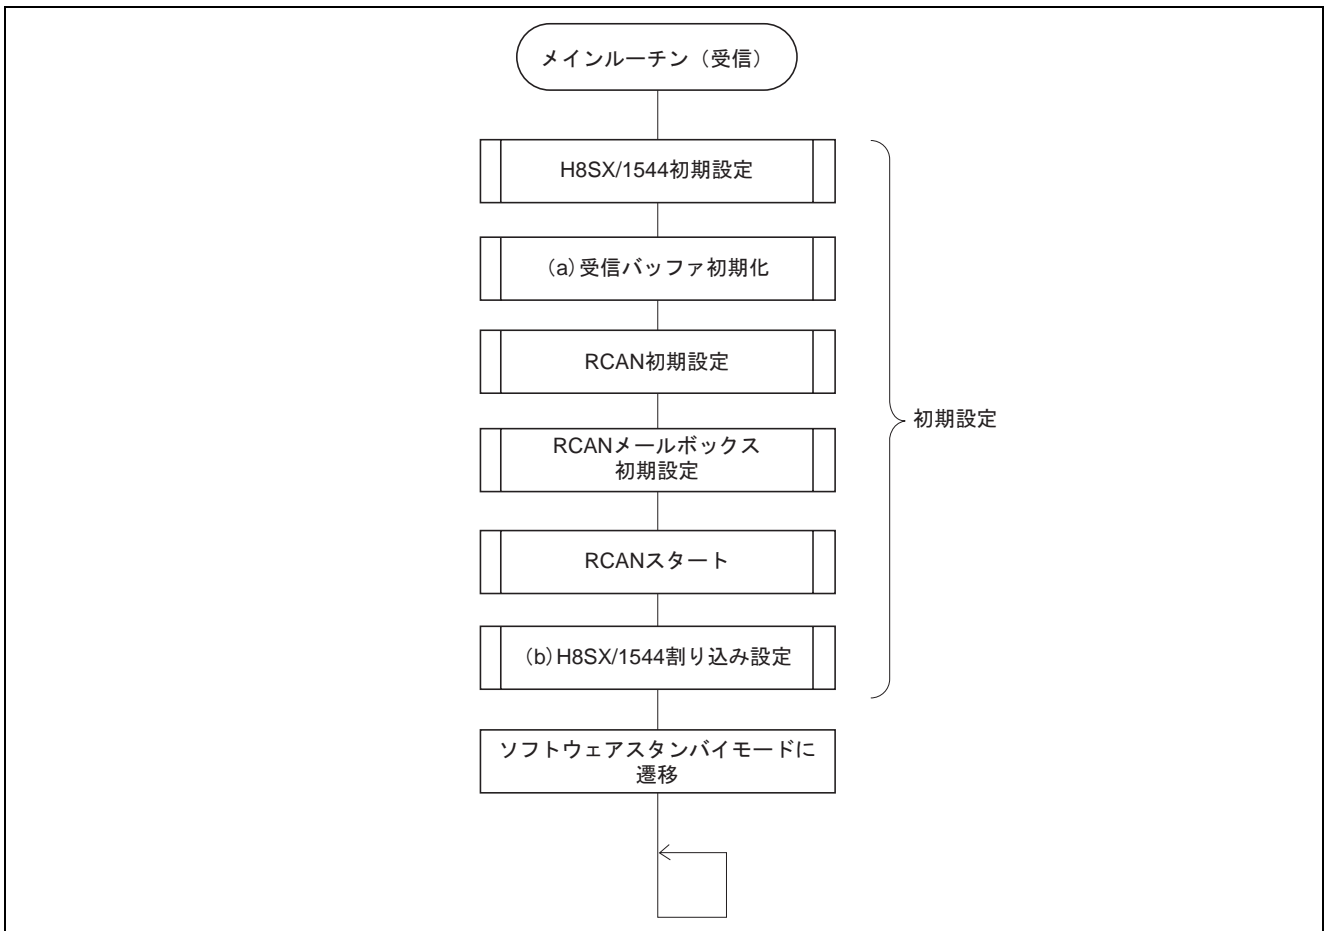 メインルーチン（受信）
H8SX/1544初期設定
(a)受信バッファ初期化
RCAN初期設定
RCANメールボックス
初期設定
RCANスタート
(b)H8SX/1544割り込み設定
初期設定
ソフトウェアスタンバイモードに
遷移